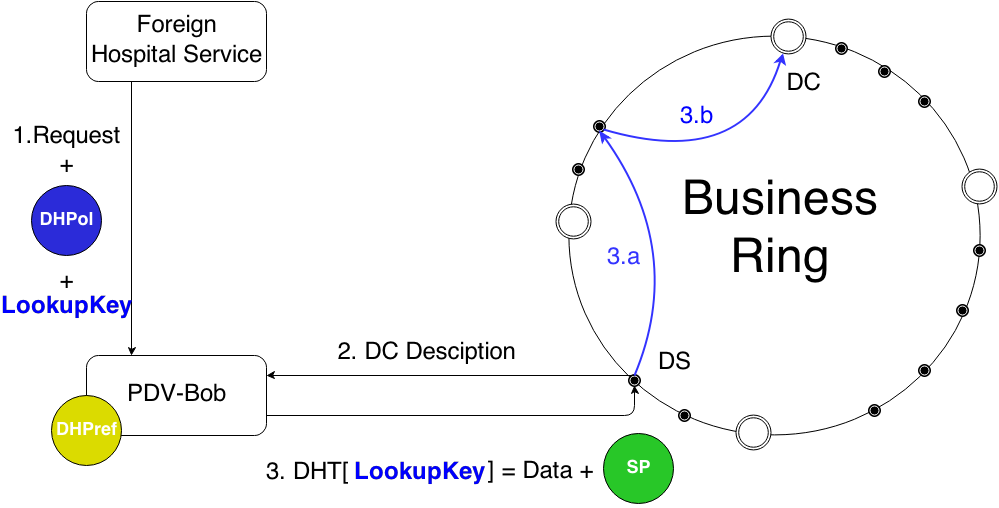 Foreign
Hospital Service
1.Request
+
DHPol
+
LookupKey
PDV-Bob
DHPref
2. DC Desciption
3. DHT[ LookupKey] = Data + SP
DS
3.a
3.b
DC
Business
Ring